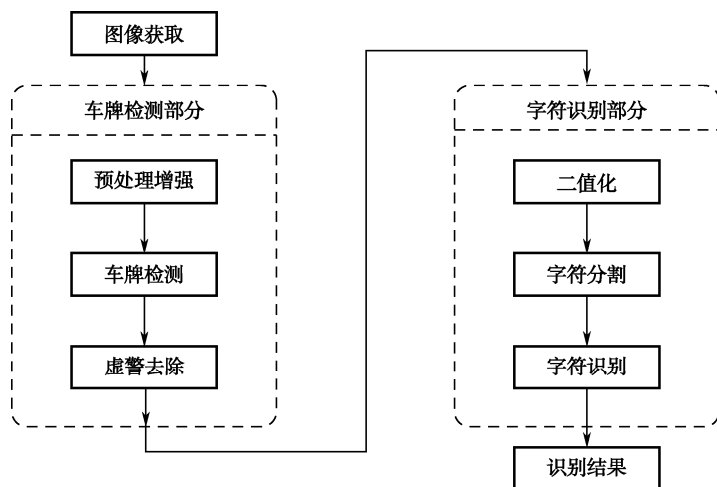 图像获取
车牌检测部分
预处理增强
车牌检测
虚警去除
字符识别部分
二值化
字符分割
字符识别
识别结果